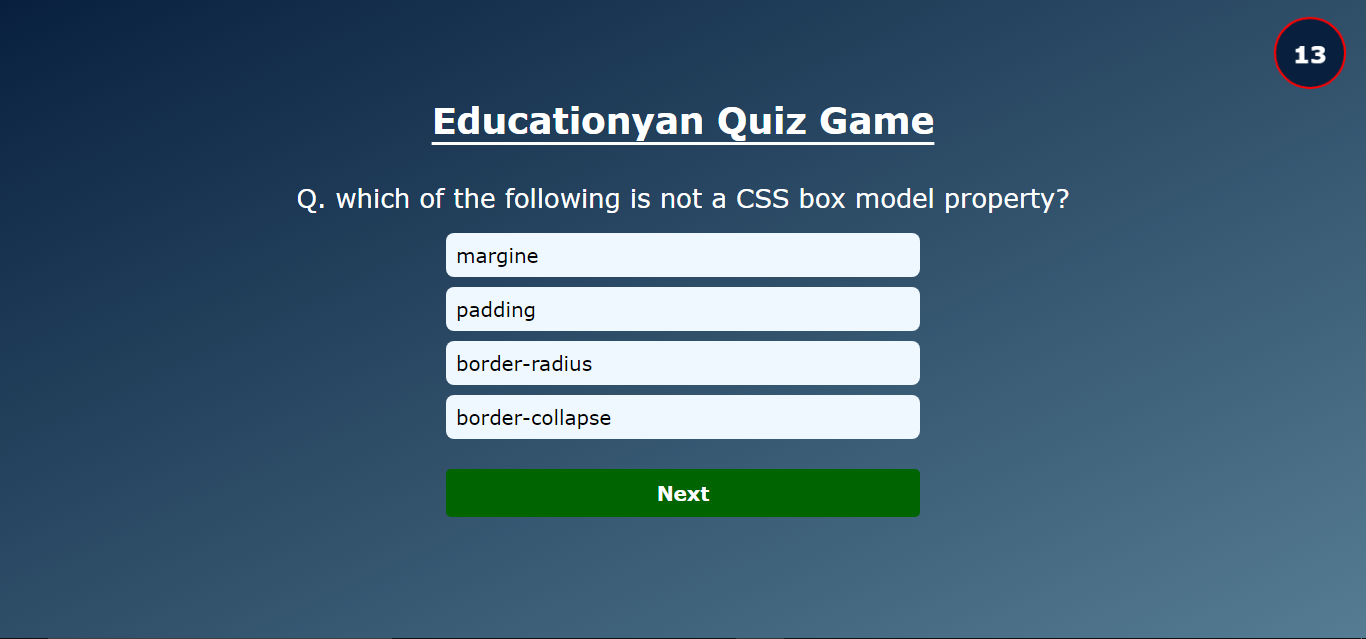 13
Educationyan Quiz Game
Q. which of the following is not a CSS box model property?
margine
padding
border-radius
border-collapse
Next